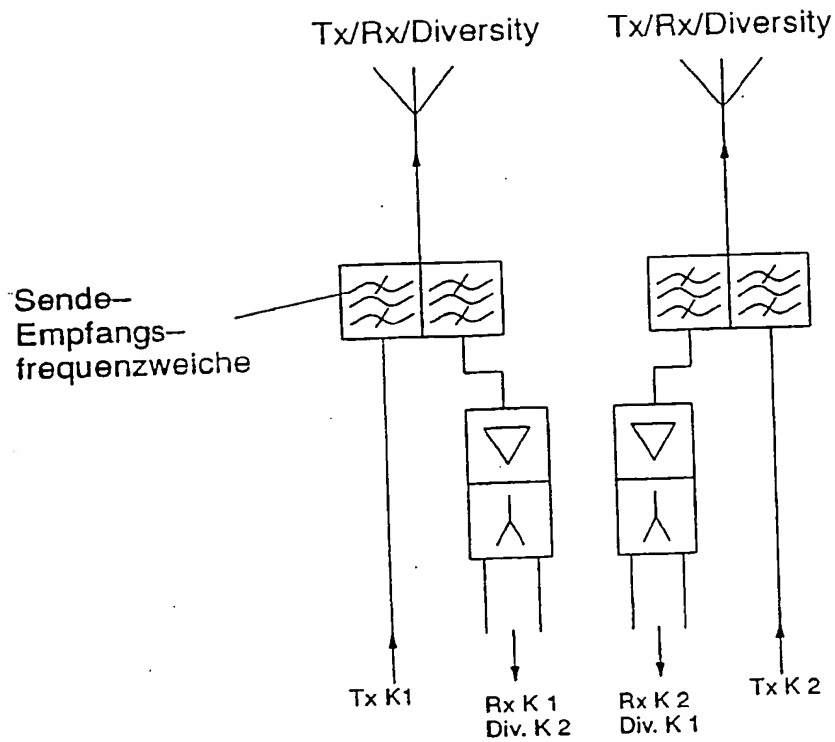 Tx/Rx/Diversity
Tx/Rx/Diversity
Sende–
Empfangs–
frequenzweiche
Tx K1
Rx K 1
Div. K 2
Rx K 2
Div. K 1
Tx K 2